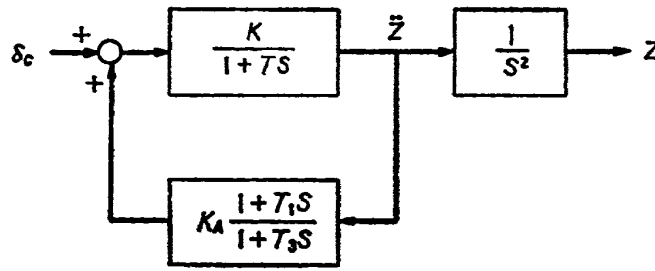 δc + K / 1 + TS Z̈ 1 / S² Z
+
K_A 1 + T₁S / 1 + T₃S